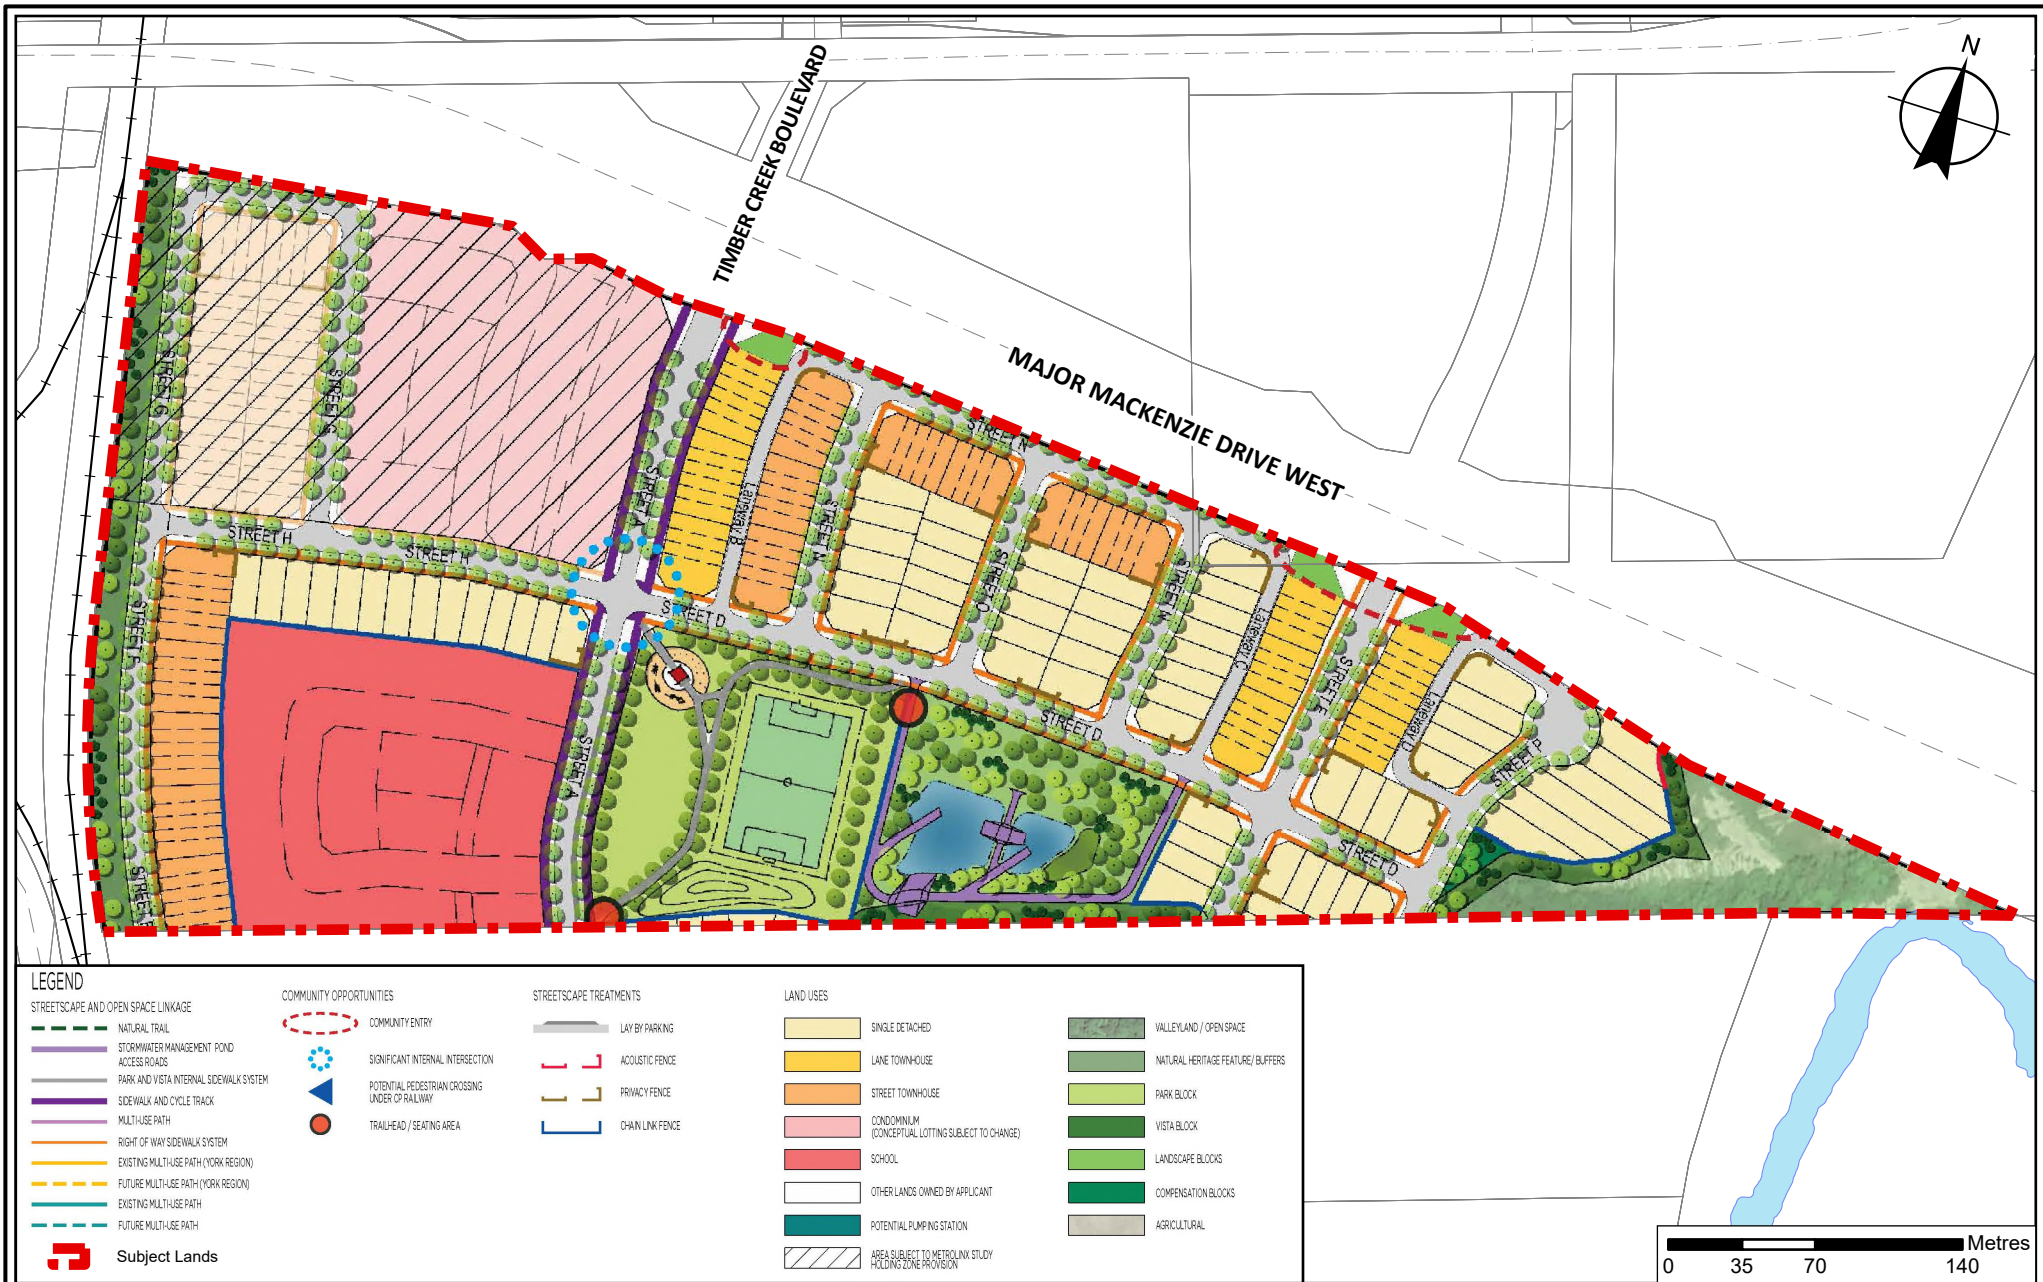 N
TIMBER CREEK BOULEVARD
MAJOR MACKENZIE DRIVE WEST
STREET G
STREET G
STREET H
STREET H
STREET A
Laneway B
STREET N
STREET N
STREET O
STREET E
Laneway C
STREET E
Laneway D
STREET P
STREET D
STREET D
STREET D
STREET F
STREET F
STREET A
LEGEND
STREETSCAPE AND OPEN SPACE LINKAGE
NATURAL TRAIL
STORMWATER MANAGEMENT POND
ACCESS ROADS
PARK AND VISTA INTERNAL SIDEWALK SYSTEM
SIDEWALK AND CYCLE TRACK
MULTI-USE PATH
RIGHT OF WAY SIDEWALK SYSTEM
EXISTING MULTI-USE PATH (YORK REGION)
FUTURE MULTI-USE PATH (YORK REGION)
EXISTING MULTI-USE PATH
FUTURE MULTI-USE PATH
Subject Lands
COMMUNITY OPPORTUNITIES
COMMUNITY ENTRY
SIGNIFICANT INTERNAL INTERSECTION
POTENTIAL PEDESTRIAN CROSSING
UNDER CP RAILWAY
TRAILHEAD / SEATING AREA
STREETSCAPE TREATMENTS
LAY BY PARKING
ACOUSTIC FENCE
PRIVACY FENCE
CHAIN LINK FENCE
LAND USES
SINGLE DETACHED
LANE TOWNHOUSE
STREET TOWNHOUSE
CONDOMINIUM
(CONCEPTUAL LOTTING SUBJECT TO CHANGE)
SCHOOL
OTHER LANDS OWNED BY APPLICANT
POTENTIAL PUMPING STATION
AREA SUBJECT TO METROLINX STUDY
HOLDING ZONE PROVISION
VALLEYLAND / OPEN SPACE
NATURAL HERITAGE FEATURE/ BUFFERS
PARK BLOCK
VISTA BLOCK
LANDSCAPE BLOCKS
COMPENSATION BLOCKS
AGRICULTURAL
Metres
0 35 70 140